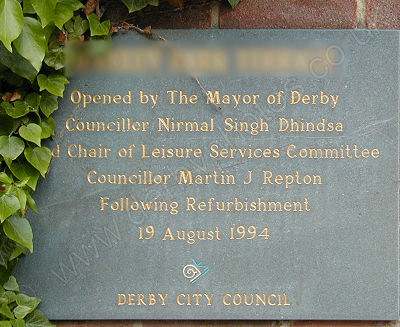 Opened by The Mayor of Derby
Councillor Nirmal Singh Dhindsa
d Chair of Leisure Services Committee
Councillor Martin J Repton
Following Refurbishment
19 August 1994
DERBY CITY COUNCIL